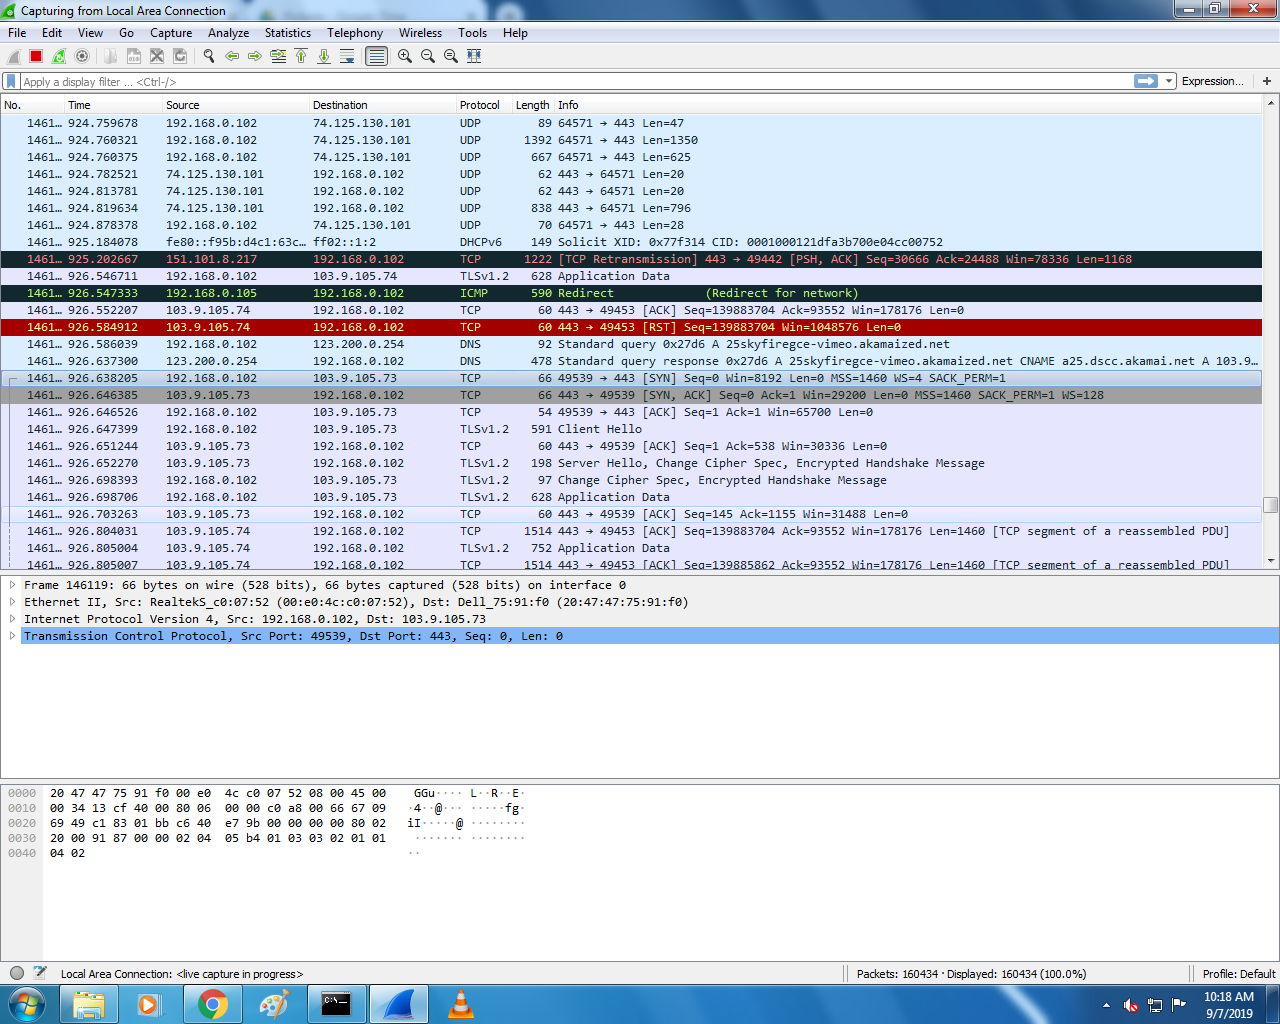 Capturing from Local Area Connection
File Edit View Go Capture Analyze Statistics Telephony Wireless Tools Help
Apply a display filter ... <Ctrl-/> Expression... +
No. Time Source Destination Protocol Length Info
1461... 924.759678 192.168.0.102 74.125.130.101 UDP 89 64571 → 443 Len=47
1461... 924.760321 192.168.0.102 74.125.130.101 UDP 1392 64571 → 443 Len=1350
1461... 924.760375 192.168.0.102 74.125.130.101 UDP 667 64571 → 443 Len=625
1461... 924.782521 74.125.130.101 192.168.0.102 UDP 62 443 → 64571 Len=20
1461... 924.813781 74.125.130.101 192.168.0.102 UDP 62 443 → 64571 Len=20
1461... 924.819634 74.125.130.101 192.168.0.102 UDP 838 443 → 64571 Len=796
1461... 924.878378 192.168.0.102 74.125.130.101 UDP 70 64571 → 443 Len=28
1461... 925.184078 fe80::f95b:d4c1:63c... ff02::1:2 DHCPv6 149 Solicit XID: 0x77f314 CID: 0001000121dfa3b700e04cc00752
1461... 925.202667 151.101.8.217 192.168.0.102 TCP 1222 [TCP Retransmission] 443 → 49442 [PSH, ACK] Seq=30666 Ack=24488 Win=78336 Len=1168
1461... 926.546711 192.168.0.102 103.9.105.74 TLSv1.2 628 Application Data
1461... 926.547333 192.168.0.105 192.168.0.102 ICMP 590 Redirect (Redirect for network)
1461... 926.552207 103.9.105.74 192.168.0.102 TCP 60 443 → 49453 [ACK] Seq=139883704 Ack=93552 Win=178176 Len=0
1461... 926.584912 103.9.105.74 192.168.0.102 TCP 60 443 → 49453 [RST] Seq=139883704 Win=1048576 Len=0
1461... 926.586039 192.168.0.102 123.200.0.254 DNS 92 Standard query 0x27d6 A 25skyfiregce-vimeo.akamaized.net
1461... 926.637300 123.200.0.254 192.168.0.102 DNS 478 Standard query response 0x27d6 A 25skyfiregce-vimeo.akamaized.net CNAME a25.dscc.akamai.net A 103.9...
1461... 926.638205 192.168.0.102 103.9.105.73 TCP 66 49539 → 443 [SYN] Seq=0 Win=8192 Len=0 MSS=1460 WS=4 SACK_PERM=1
1461... 926.646385 103.9.105.73 192.168.0.102 TCP 66 443 → 49539 [SYN, ACK] Seq=0 Ack=1 Win=29200 Len=0 MSS=1460 SACK_PERM=1 WS=128
1461... 926.646526 192.168.0.102 103.9.105.73 TCP 54 49539 → 443 [ACK] Seq=1 Ack=1 Win=65700 Len=0
1461... 926.647399 192.168.0.102 103.9.105.73 TLSv1.2 591 Client Hello
1461... 926.651244 103.9.105.73 192.168.0.102 TCP 60 443 → 49539 [ACK] Seq=1 Ack=538 Win=30336 Len=0
1461... 926.652270 103.9.105.73 192.168.0.102 TLSv1.2 198 Server Hello, Change Cipher Spec, Encrypted Handshake Message
1461... 926.698393 192.168.0.102 103.9.105.73 TLSv1.2 97 Change Cipher Spec, Encrypted Handshake Message
1461... 926.698706 192.168.0.102 103.9.105.73 TLSv1.2 628 Application Data
1461... 926.703263 103.9.105.73 192.168.0.102 TCP 60 443 → 49539 [ACK] Seq=145 Ack=1155 Win=31488 Len=0
1461... 926.804031 103.9.105.74 192.168.0.102 TCP 1514 443 → 49453 [ACK] Seq=139883704 Ack=93552 Win=178176 Len=1460 [TCP segment of a reassembled PDU]
1461... 926.805004 103.9.105.74 192.168.0.102 TLSv1.2 752 Application Data
1461... 926.805007 103.9.105.74 192.168.0.102 TCP 1514 443 → 49453 [ACK] Seq=139885862 Ack=93552 Win=178176 Len=1460 [TCP segment of a reassembled PDU]
Frame 146119: 66 bytes on wire (528 bits), 66 bytes captured (528 bits) on interface 0
Ethernet II, Src: RealtekS_c0:07:52 (00:e0:4c:c0:07:52), Dst: Dell_75:91:f0 (20:47:47:75:91:f0)
Internet Protocol Version 4, Src: 192.168.0.102, Dst: 103.9.105.73
Transmission Control Protocol, Src Port: 49539, Dst Port: 443, Seq: 0, Len: 0
0000 20 47 47 75 91 f0 00 e0 4c c0 07 52 08 00 45 00 GGu···· L··R··E·
0010 00 34 13 cf 40 00 80 06 00 00 c0 a8 00 66 67 09 ·4··@··· ·····fg·
0020 69 49 c1 83 01 bb c6 40 e7 9b 00 00 00 00 80 02 iI·····@ ········
0030 20 00 91 87 00 00 02 04 05 b4 01 03 03 02 01 01 ······· ········
0040 04 02 ··
Local Area Connection: <live capture in progress> Packets: 160434 · Displayed: 160434 (100.0%) Profile: Default
10:18 AM
9/7/2019